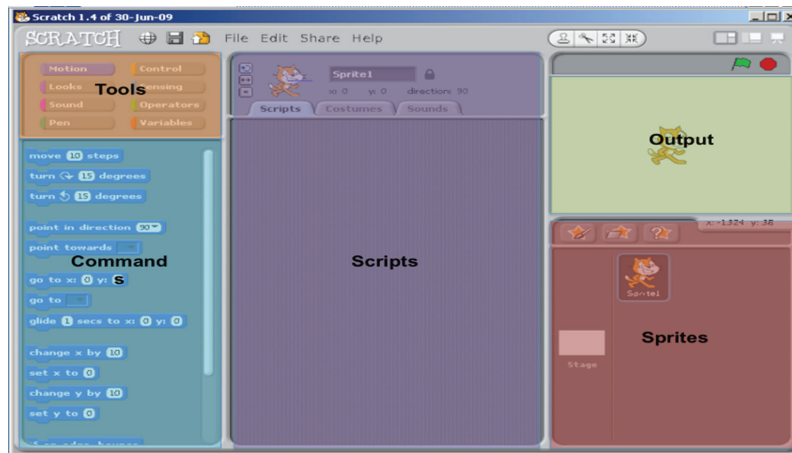 Scratch 1.4 of 30-Jun-09
SCRATCH File Edit Share Help
Motion Control
Looks Sensing
Tools
Sound Operators
Pen Variables
Sprite1
x: 0 y: 0 direction: 90
Scripts Costumes Sounds
move 10 steps
turn 15 degrees
turn 15 degrees
point in direction 90
point towards
Command
s
go to x: 0 y:
go to
glide 1 secs to x: 0 y: 0
change x by 10
set x to 0
change y by 10
set y to 0
Scripts
Output
x: -1324 y: 38
Sprite1
Sprites
Stage